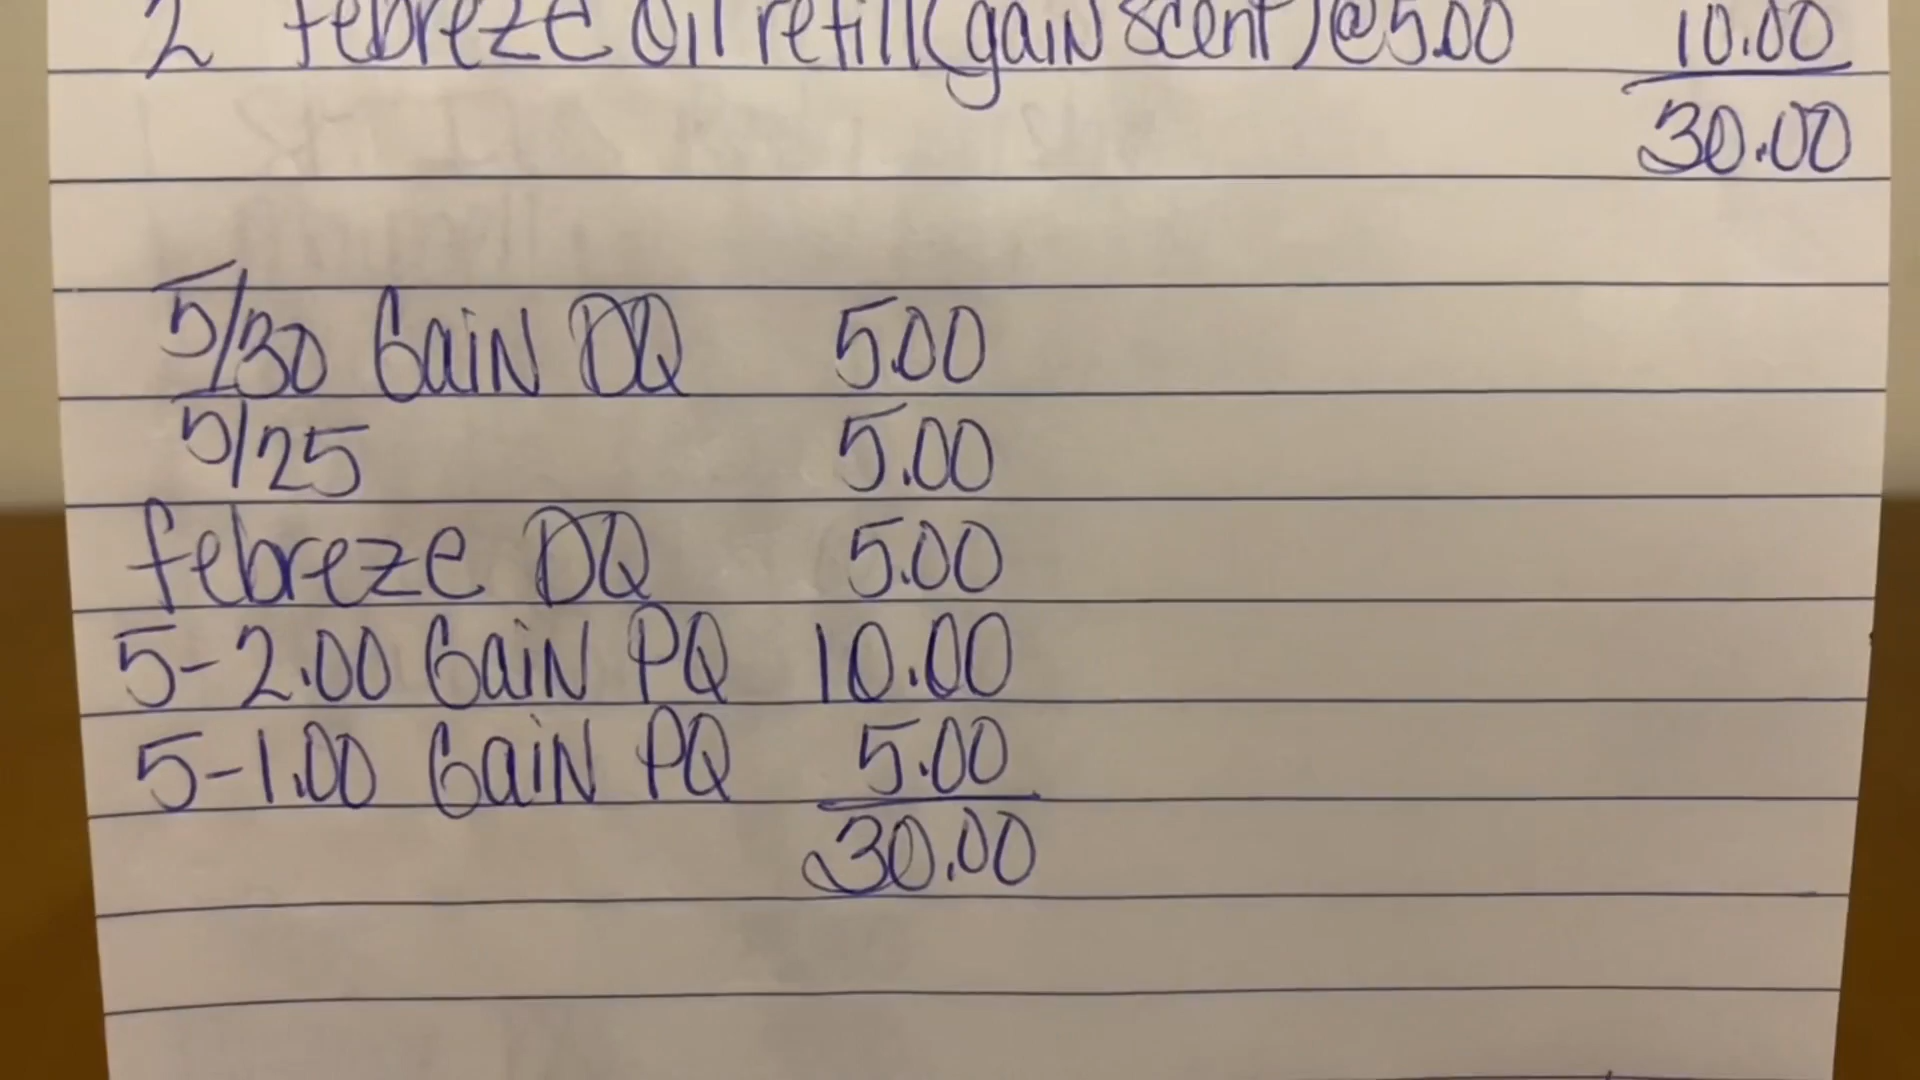 2 febreze Oil refill (gain scent) @ 5.00 10.00
30.00
5/30 Gain DQ 5.00
5/25 5.00
febreze DQ 5.00
5-2.00 Gain PQ 10.00
5-1.00 Gain PQ 5.00
30.00